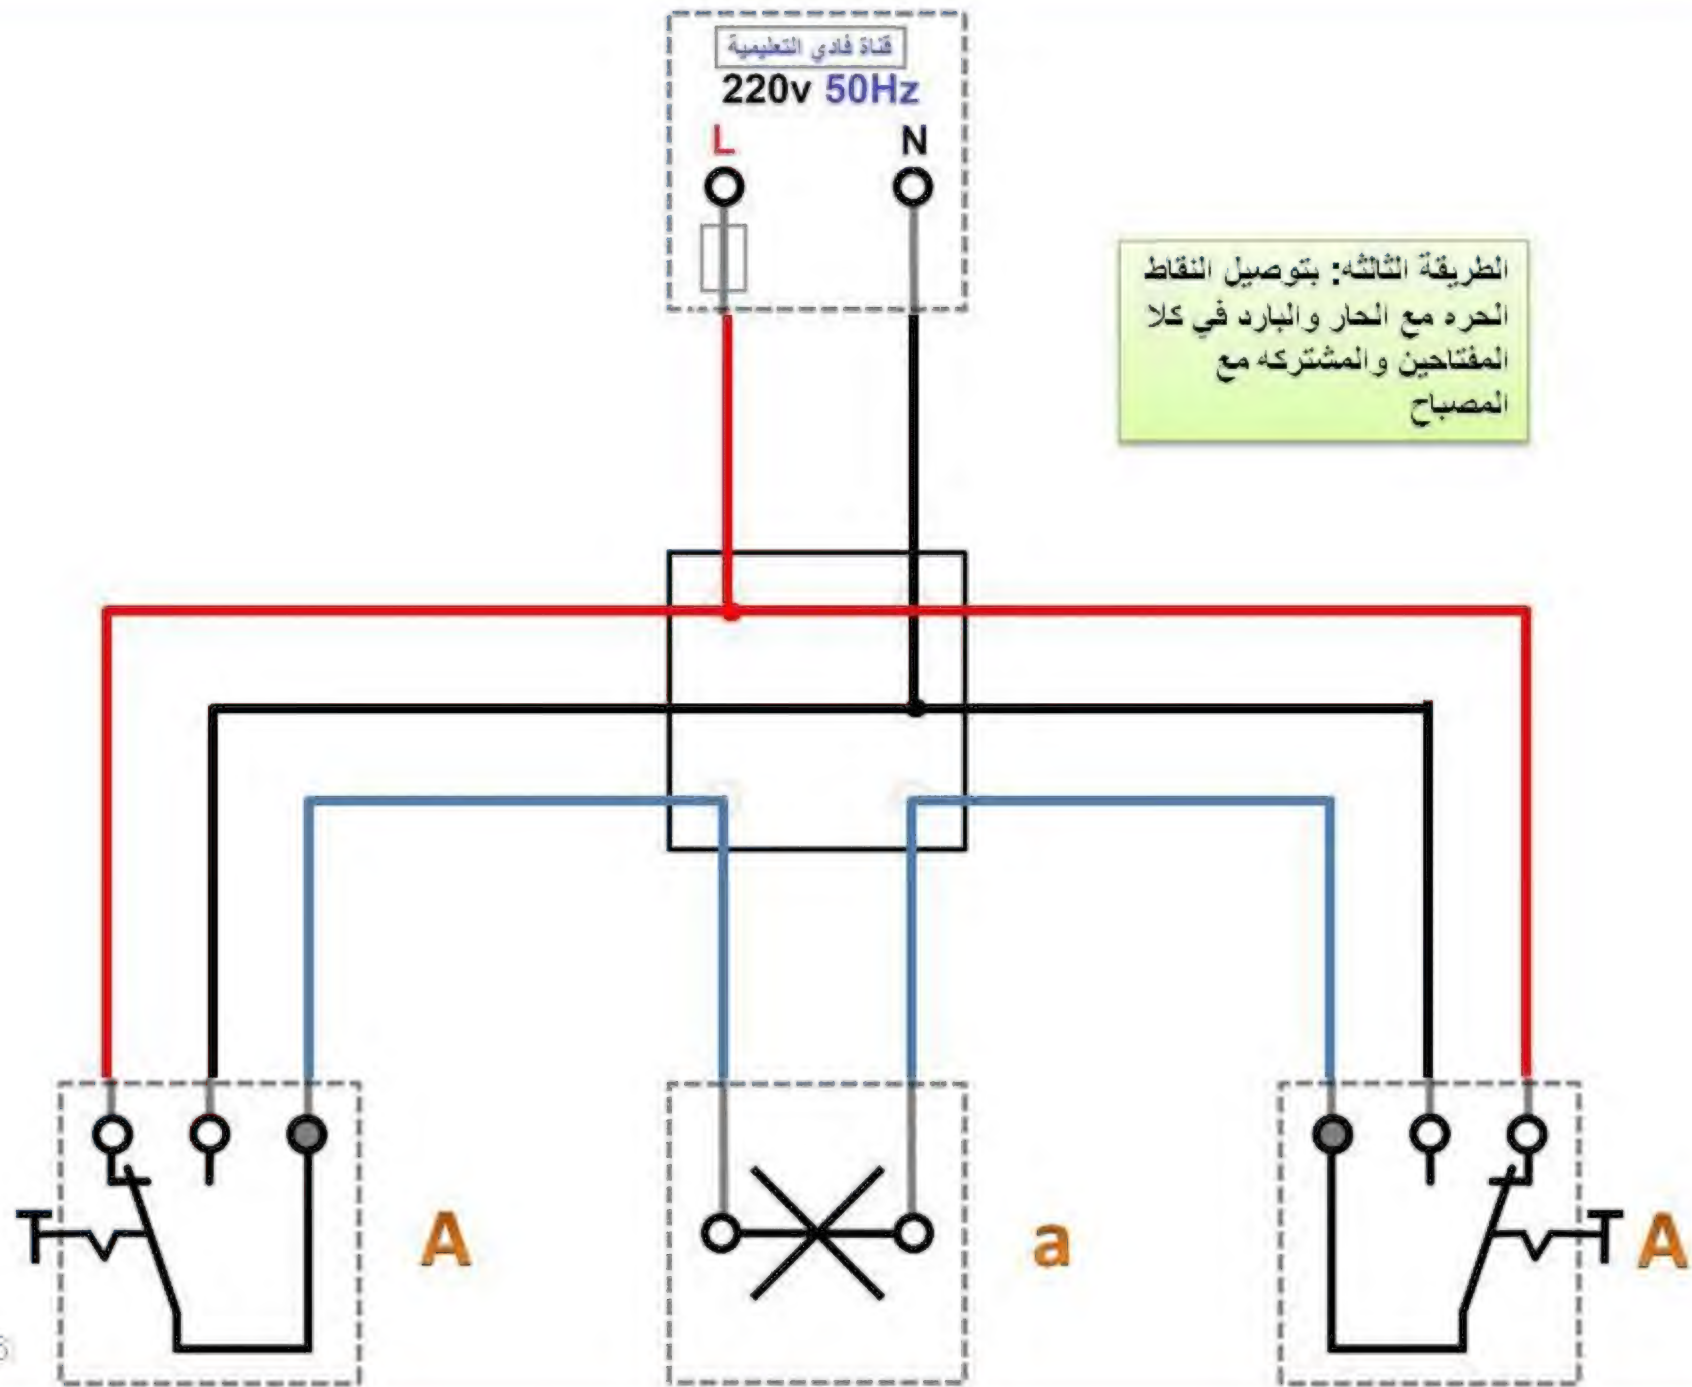 قناة فادي التعليمية
220v 50Hz
L N
الطريقة الثالثه: بتوصيل النقاط
الحره مع الحار والبارد في كلا
المفتاحين والمشتركه مع
المصباح
A a A